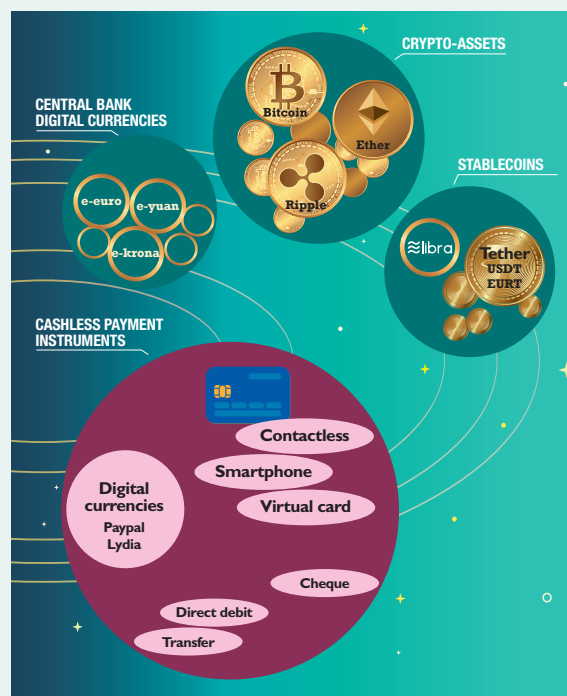 CRYPTO-ASSETS
Bitcoin
Ether
Ripple
CENTRAL BANK
DIGITAL CURRENCIES
e-euro
e-yuan
e-krona
STABLECOINS
libra
Tether
USDT
EURT
CASHLESS PAYMENT
INSTRUMENTS
Contactless
Smartphone
Virtual card
Digital
currencies
Paypal
Lydia
Cheque
Direct debit
Transfer